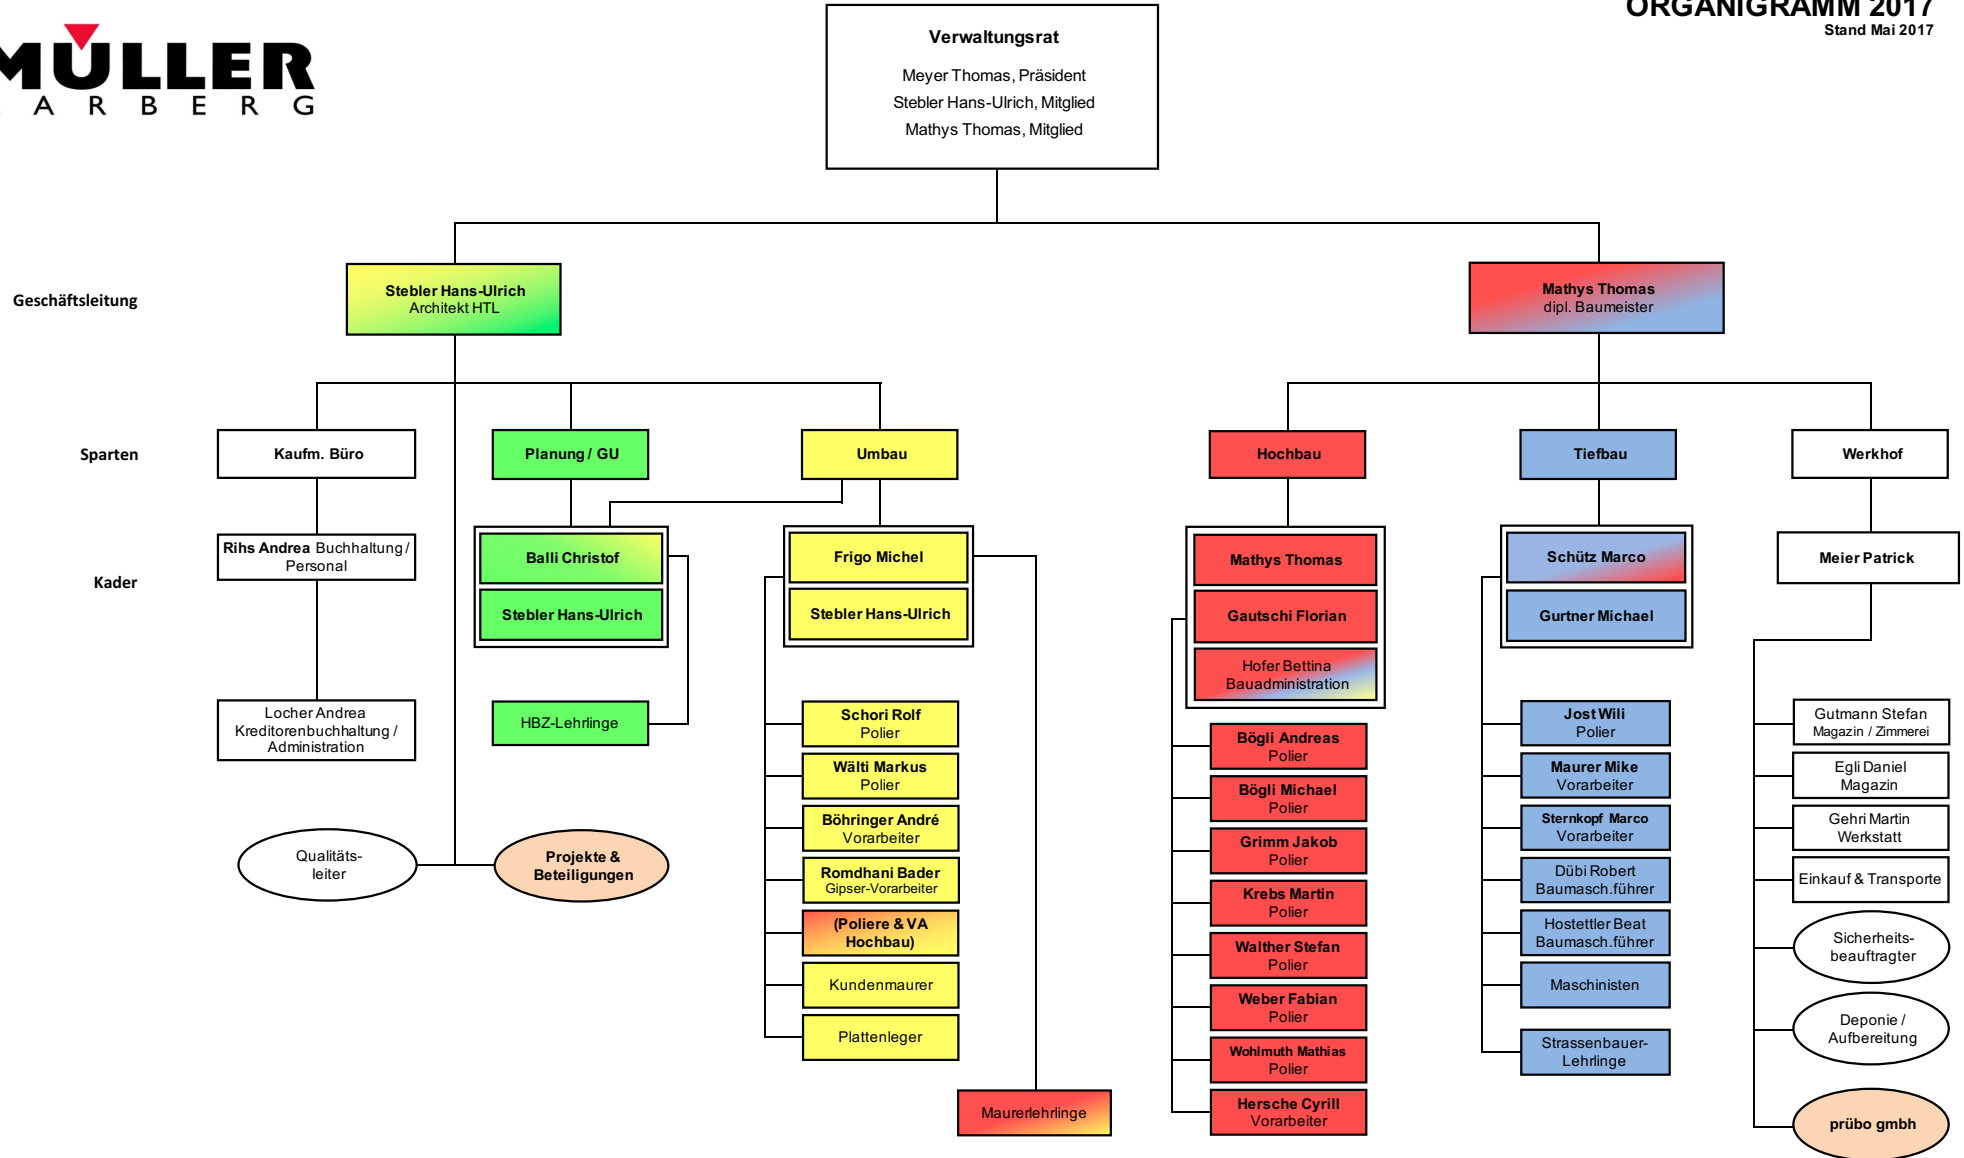 MÜLLER
ARBERG
ORGANIGRAMM 2017
Stand Mai 2017
Verwaltungsrat
Meyer Thomas, Präsident
Stebler Hans-Ulrich, Mitglied
Mathys Thomas, Mitglied
Geschäftsleitung
Stebler Hans-Ulrich
Architekt HTL
Mathys Thomas
dipl. Baumeister
Sparten
Kaufm. Büro
Planung / GU
Umbau
Hochbau
Tiefbau
Werkhof
Kader
Rihs Andrea Buchhaltung /
Personal
Locher Andrea
Kreditorenbuchhaltung /
Administration
Balli Christof
Stebler Hans-Ulrich
HBZ-Lehrlinge
Qualitäts-
leiter
Projekte &
Beteiligungen
Frigo Michel
Stebler Hans-Ulrich
Schori Rolf
Polier
Wälti Markus
Polier
Böhringer André
Vorarbeiter
Romdhani Bader
Gipser-Vorarbeiter
(Poliere & VA
Hochbau)
Kundenmaurer
Plattenleger
Maurerlehrlinge
Mathys Thomas
Gautschi Florian
Hofer Bettina
Bauadministration
Bögli Andreas
Polier
Bögli Michael
Polier
Grimm Jakob
Polier
Krebs Martin
Polier
Walther Stefan
Polier
Weber Fabian
Polier
Wohlmuth Mathias
Polier
Hersche Cyrill
Vorarbeiter
Schütz Marco
Gurtner Michael
Jost Wili
Polier
Maurer Mike
Vorarbeiter
Sternkopf Marco
Vorarbeiter
Dübi Robert
Baumasch.führer
Hostettler Beat
Baumasch.führer
Maschinisten
Strassenbauer-
Lehrlinge
Meier Patrick
Gutmann Stefan
Magazin / Zimmerei
Egli Daniel
Magazin
Gehri Martin
Werkstatt
Einkauf & Transporte
Sicherheits-
beauftragter
Deponie /
Aufbereitung
prübo gmbh